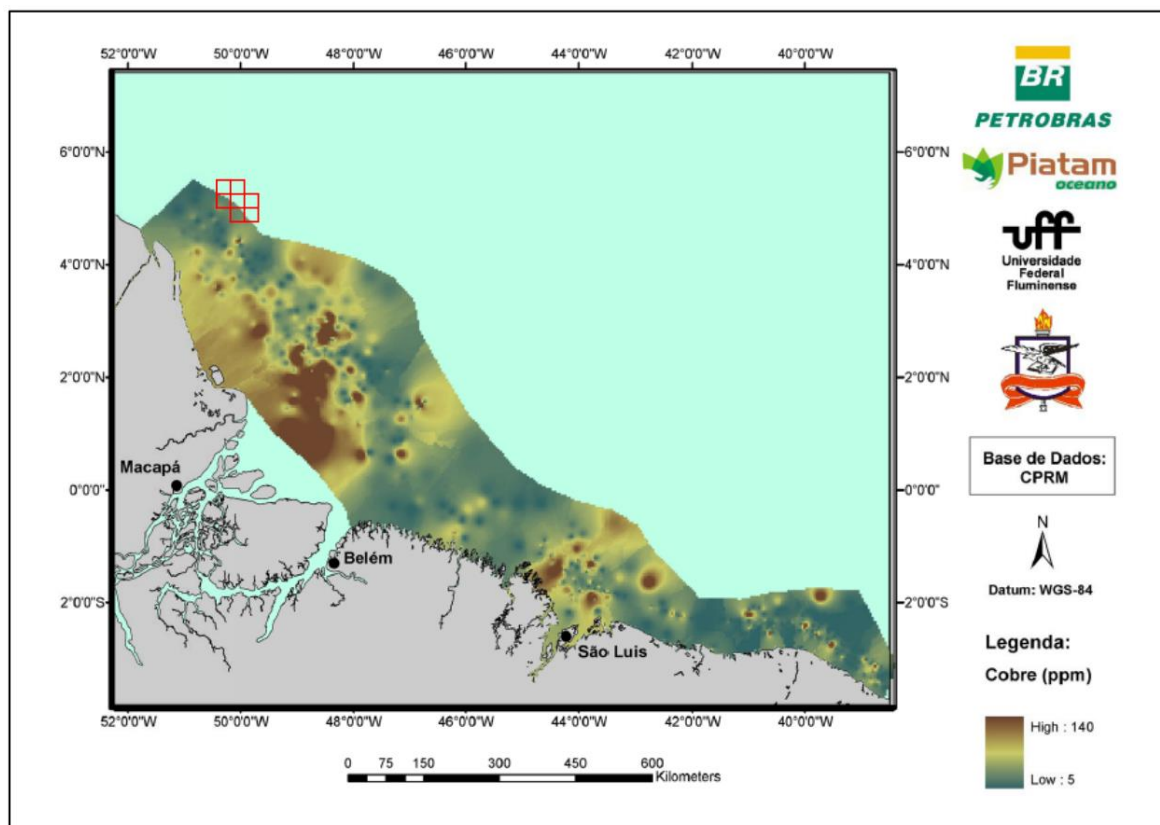 52°0'0"W 50°0'0"W 48°0'0"W 46°0'0"W 44°0'0"W 42°0'0"W 40°0'0"W
6°0'0"N 6°0'0"N
4°0'0"N 4°0'0"N
2°0'0"N 2°0'0"N
0°0'0" 0°0'0"
2°0'0"S 2°0'0"S
Macapá
Belém
São Luis
52°0'0"W 50°0'0"W 48°0'0"W 46°0'0"W 44°0'0"W 42°0'0"W 40°0'0"W
0 75 150 300 450 600
Kilometers
BR
PETROBRAS
Piatam
oceano
uff
Universidade
Federal
Fluminense
Base de Dados:
CPRM
N
Datum: WGS-84
Legenda:
Cobre (ppm)
High : 140
Low : 5